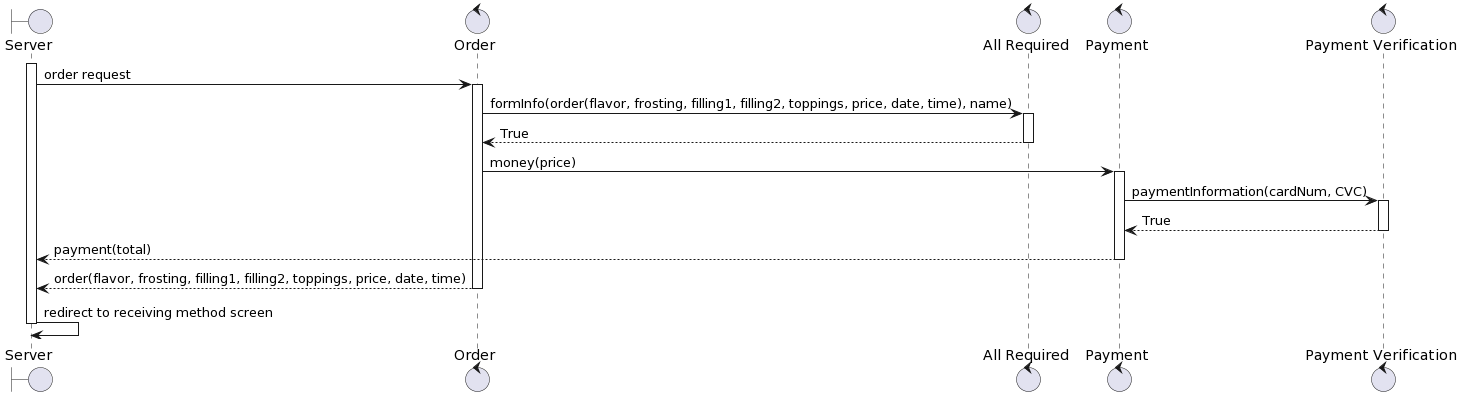 Server
Order
All Required
Payment
Payment Verification
order request
formInfo(order(flavor, frosting, filling1, filling2, toppings, price, date, time), name)
True
money(price)
paymentInformation(cardNum, CVC)
True
payment(total)
order(flavor, frosting, filling1, filling2, toppings, price, date, time)
redirect to receiving method screen
Server
Order
All Required
Payment
Payment Verification